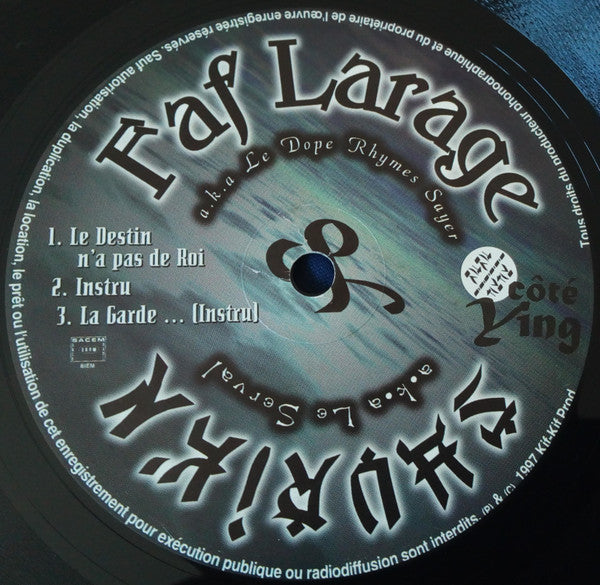 Faf Larage
a.k.a Le Dope Rhymes Sayer
&
1. Le Destin
n'a pas de Roi
2. Instru
3. La Garde ... (Instru)
côté
Ying
SACEM
BIEM
a.k.a Le Serval
SHURIK'N
Tous droits du producteur phonographique et du propriétaire de l'œuvre enregistrée réservés. Sauf autorisation, la duplication, la location, le prêt ou l'utilisation de cet enregistrement pour exécution publique ou radiodiffusion sont interdits. (P) & (C) 1997 Kif-Kif Prod